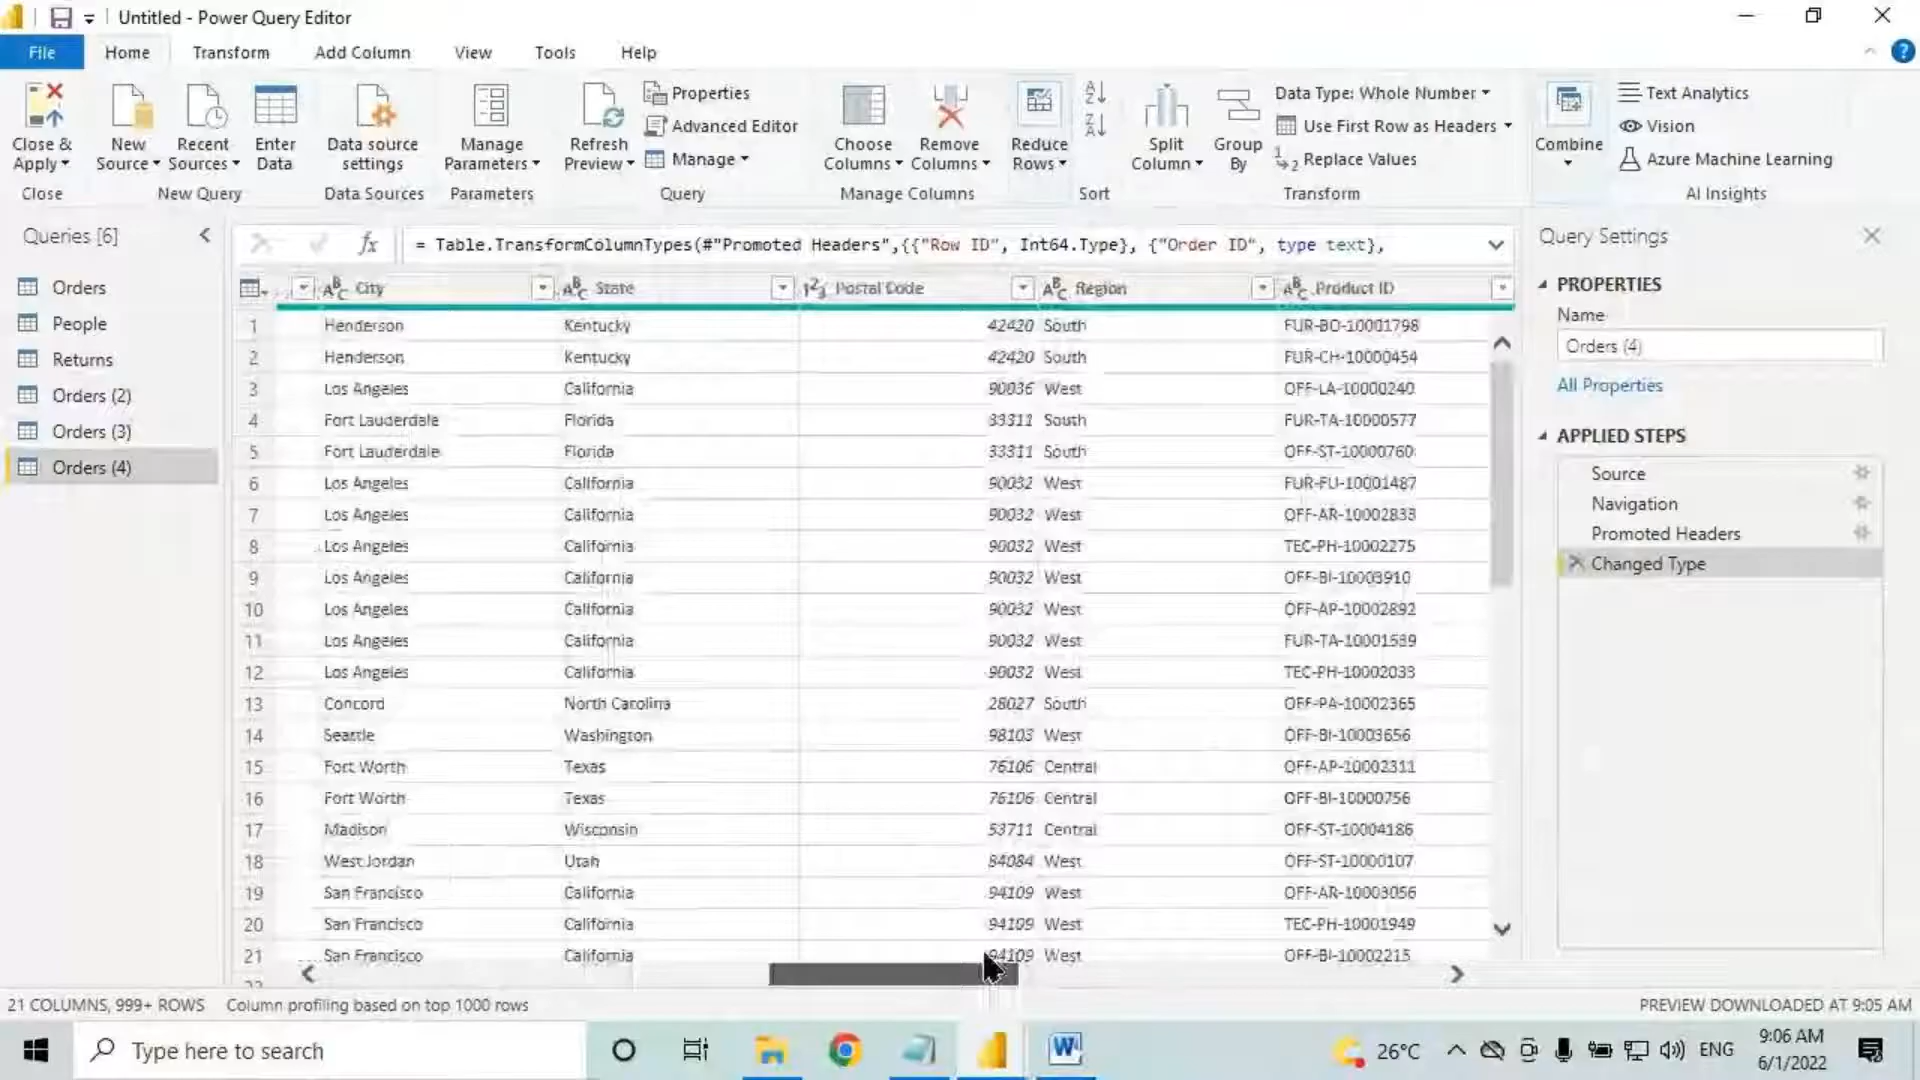 Untitled - Power Query Editor
File Home Transform Add Column View Tools Help
Close & Apply
New Source
Recent Sources
Enter Data
Data source settings
Manage Parameters
Refresh Preview
Properties
Advanced Editor
Manage
Choose Columns
Remove Columns
Reduce Rows
Split Column
Group By
Data Type: Whole Number
Use First Row as Headers
Replace Values
Combine
Text Analytics
Vision
Azure Machine Learning
Close New Query Data Sources Parameters Query Manage Columns Sort Transform AI Insights
Queries [6]
Orders
People
Returns
Orders (2)
Orders (3)
Orders (4)
fx = Table.TransformColumnTypes(#"Promoted Headers",{{"Row ID", Int64.Type}, {"Order ID", type text},
City State Postal Code Region Product ID
1 Henderson Kentucky 42420 South FUR-BO-10001798
2 Henderson Kentucky 42420 South FUR-CH-10000454
3 Los Angeles California 90036 West OFF-LA-10000240
4 Fort Lauderdale Florida 33311 South FUR-TA-10000577
5 Fort Lauderdale Florida 33311 South OFF-ST-10000760
6 Los Angeles California 90032 West FUR-FU-10001487
7 Los Angeles California 90032 West OFF-AR-10002833
8 Los Angeles California 90032 West TEC-PH-10002275
9 Los Angeles California 90032 West OFF-BI-10003910
10 Los Angeles California 90032 West OFF-AP-10002892
11 Los Angeles California 90032 West FUR-TA-10001539
12 Los Angeles California 90032 West TEC-PH-10002033
13 Concord North Carolina 28027 South OFF-PA-10002365
14 Seattle Washington 98103 West OFF-BI-10003656
15 Fort Worth Texas 76106 Central OFF-AP-10002311
16 Fort Worth Texas 76106 Central OFF-BI-10000756
17 Madison Wisconsin 53711 Central OFF-ST-10004186
18 West Jordan Utah 84084 West OFF-ST-10000107
19 San Francisco California 94109 West OFF-AR-10003056
20 San Francisco California 94109 West TEC-PH-10001949
21 San Francisco California 94109 West OFF-BI-10002215
Query Settings
PROPERTIES
Name
Orders (4)
All Properties
APPLIED STEPS
Source
Navigation
Promoted Headers
Changed Type
21 COLUMNS, 999+ ROWS Column profiling based on top 1000 rows PREVIEW DOWNLOADED AT 9:05 AM
Type here to search
26°C
ENG
9:06 AM
6/1/2022